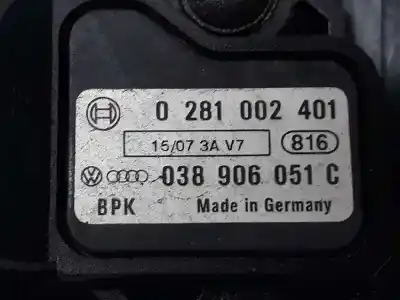 0 281 002 401
15/07 3A V7 816
038 906 051 C
BPK Made in Germany